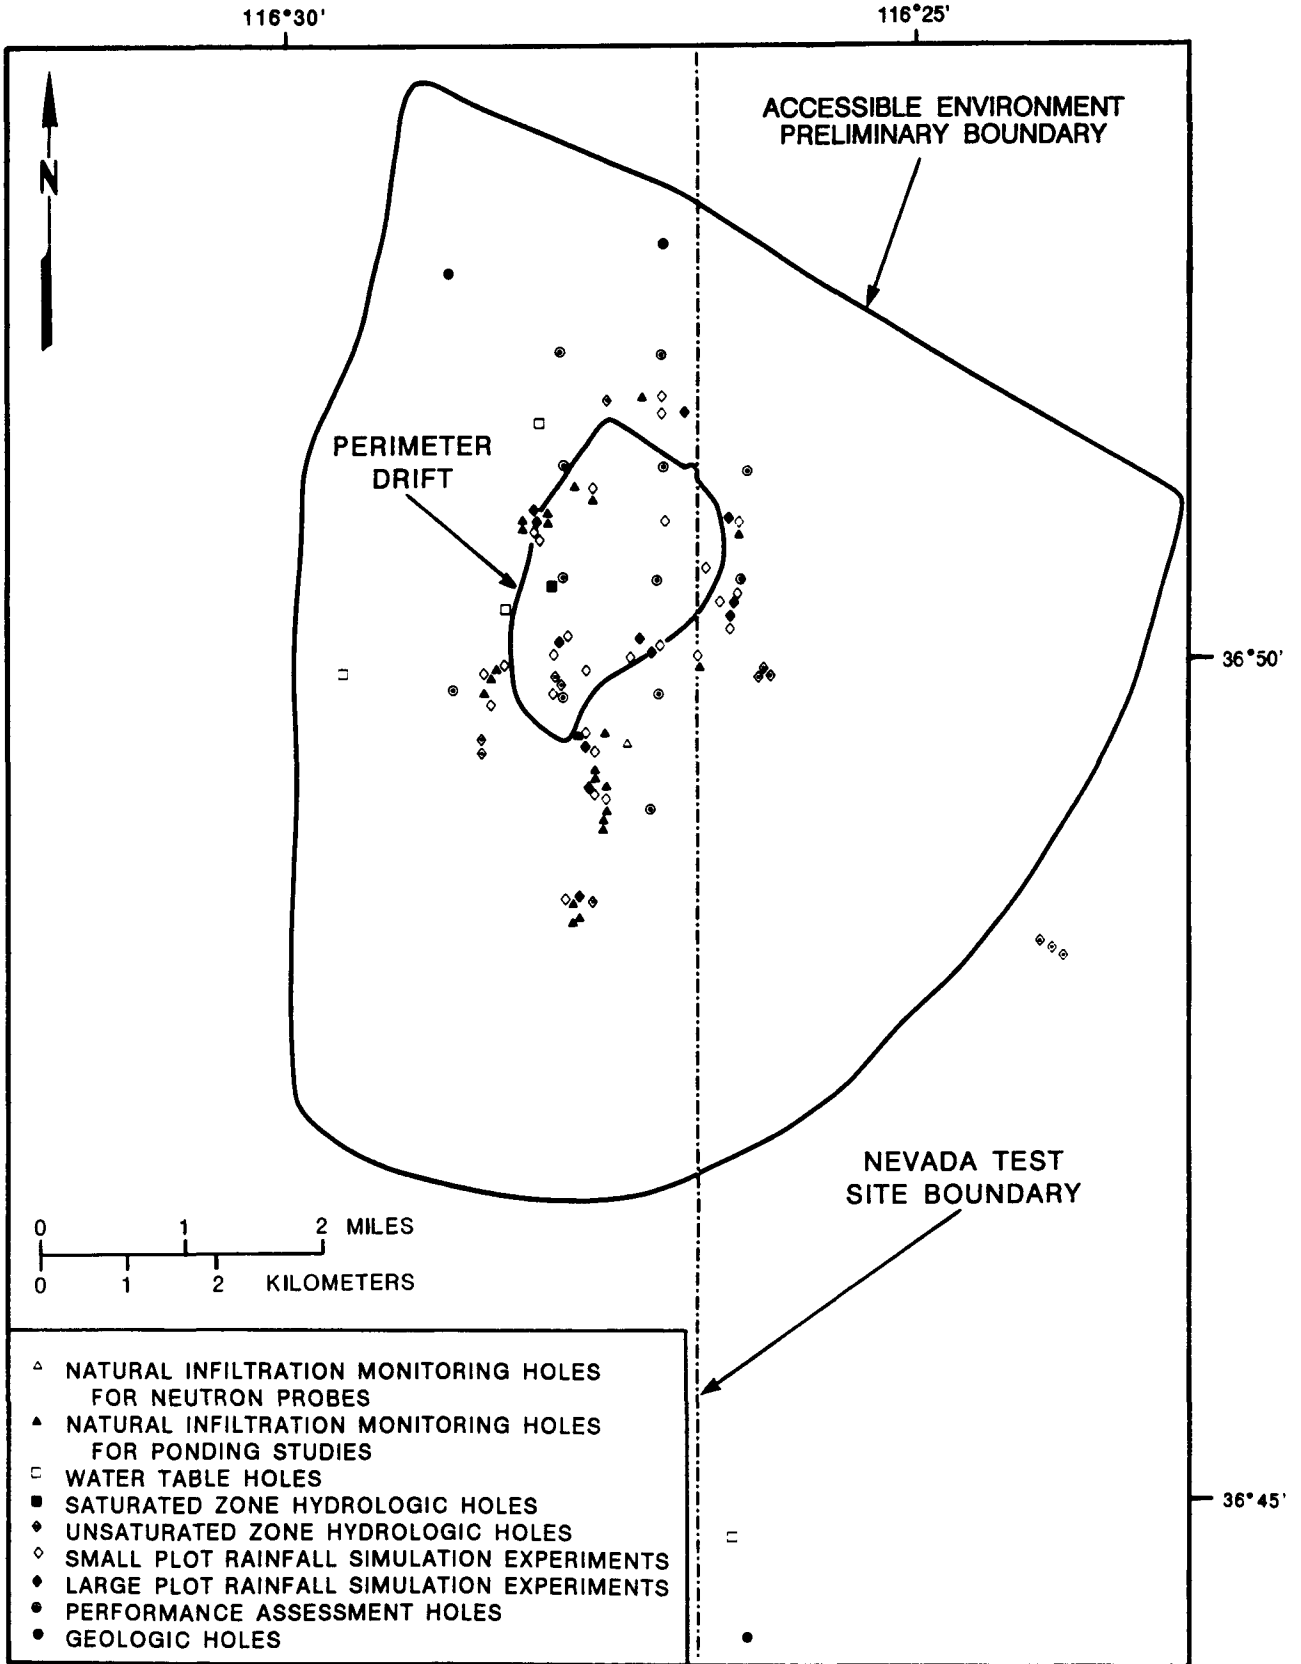 116°30'
116°25'
ACCESSIBLE ENVIRONMENT
PRELIMINARY BOUNDARY
N
PERIMETER
DRIFT
36°50'
NEVADA TEST
SITE BOUNDARY
0 1 2 MILES
0 1 2 KILOMETERS
NATURAL INFILTRATION MONITORING HOLES
FOR NEUTRON PROBES
NATURAL INFILTRATION MONITORING HOLES
FOR PONDING STUDIES
WATER TABLE HOLES
SATURATED ZONE HYDROLOGIC HOLES
UNSATURATED ZONE HYDROLOGIC HOLES
SMALL PLOT RAINFALL SIMULATION EXPERIMENTS
LARGE PLOT RAINFALL SIMULATION EXPERIMENTS
PERFORMANCE ASSESSMENT HOLES
GEOLOGIC HOLES
36°45'